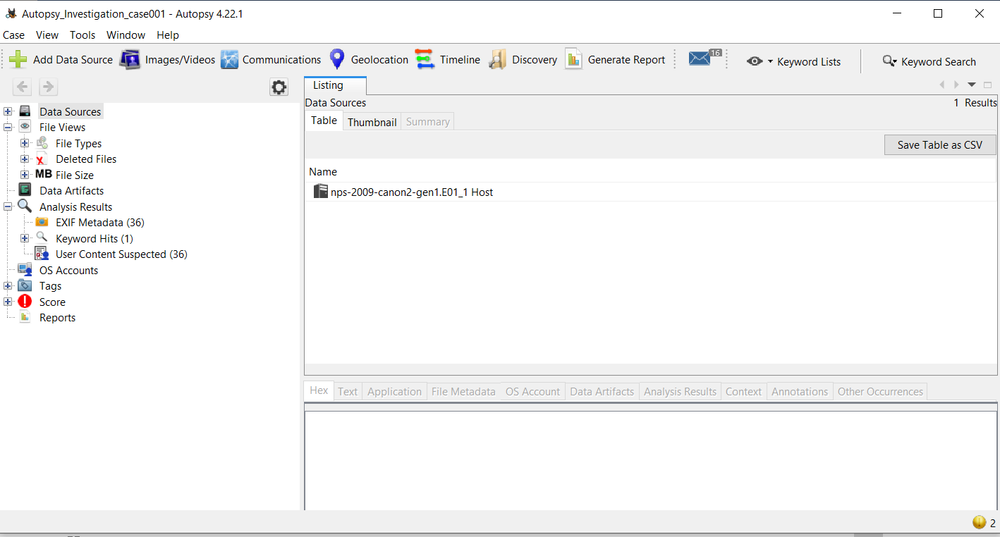 Autopsy_Investigation_case001 - Autopsy 4.22.1
Case View Tools Window Help
Add Data Source Images/Videos Communications Geolocation Timeline Discovery Generate Report 16 Keyword Lists Keyword Search
Listing
Data Sources 1 Results
Table Thumbnail Summary
Save Table as CSV
Name
nps-2009-canon2-gen1.E01_1 Host
Data Sources
File Views
File Types
Deleted Files
MB File Size
Data Artifacts
Analysis Results
EXIF Metadata (36)
Keyword Hits (1)
User Content Suspected (36)
OS Accounts
Tags
Score
Reports
Hex Text Application File Metadata OS Account Data Artifacts Analysis Results Context Annotations Other Occurrences
2